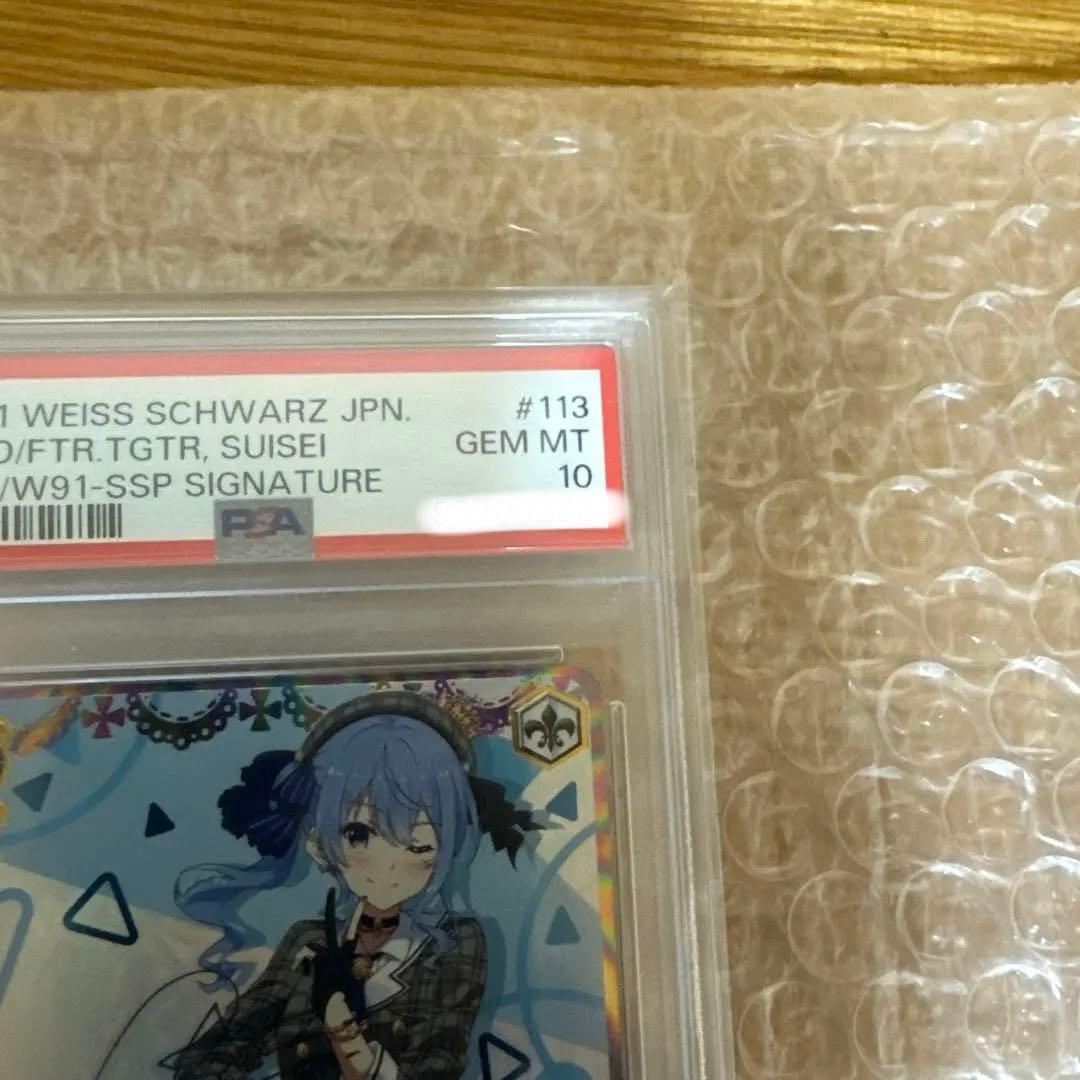 1 WEISS SCHWARZ JPN. #113
D/FTR.TGTR, SUISEI GEM MT
/W91-SSP SIGNATURE 10
PSA